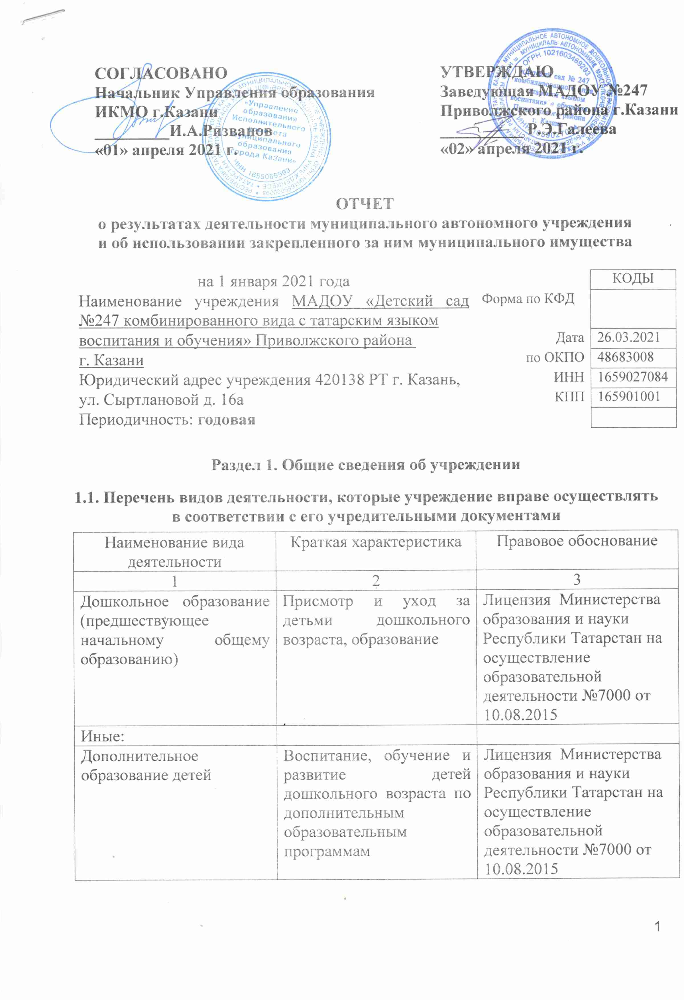 СОГЛАСОВАНО
Начальник Управления образования
ИКМО г.Казани
_________И.А.Ризванов
«01» апреля 2021 г.
УТВЕРЖДАЮ
Заведующая МАДОУ №247
Приволжского района г.Казани
__________ Р.Э.Галеева
«02» апреля 2021 г.
«Управление
образования
Исполнительного
комитета
муниципального
образования
города Казани»
ИНН 1655065593
ОГРН 1021603469293
ОТЧЕТ
о результатах деятельности муниципального автономного учреждения
и об использовании закрепленного за ним муниципального имущества
на 1 января 2021 года
Наименование учреждения МАДОУ «Детский сад
№247 комбинированного вида с татарским языком
воспитания и обучения» Приволжского района
г. Казани
Юридический адрес учреждения 420138 РТ г. Казань,
ул. Сыртлановой д. 16а
Периодичность: годовая
КОДЫ
Форма по КФД
Дата 26.03.2021
по ОКПО 48683008
ИНН 1659027084
КПП 165901001
Раздел 1. Общие сведения об учреждении
1.1. Перечень видов деятельности, которые учреждение вправе осуществлять
в соответствии с его учредительными документами
Наименование вида
деятельности
Краткая характеристика
Правовое обоснование
1
2
3
Дошкольное образование
(предшествующее
начальному общему
образованию)
Присмотр и уход за
детьми дошкольного
возраста, образование
Лицензия Министерства
образования и науки
Республики Татарстан на
осуществление
образовательной
деятельности №7000 от
10.08.2015
Иные:
Дополнительное
образование детей
Воспитание, обучение и
развитие детей
дошкольного возраста по
дополнительным
образовательным
программам
Лицензия Министерства
образования и науки
Республики Татарстан на
осуществление
образовательной
деятельности №7000 от
10.08.2015
1